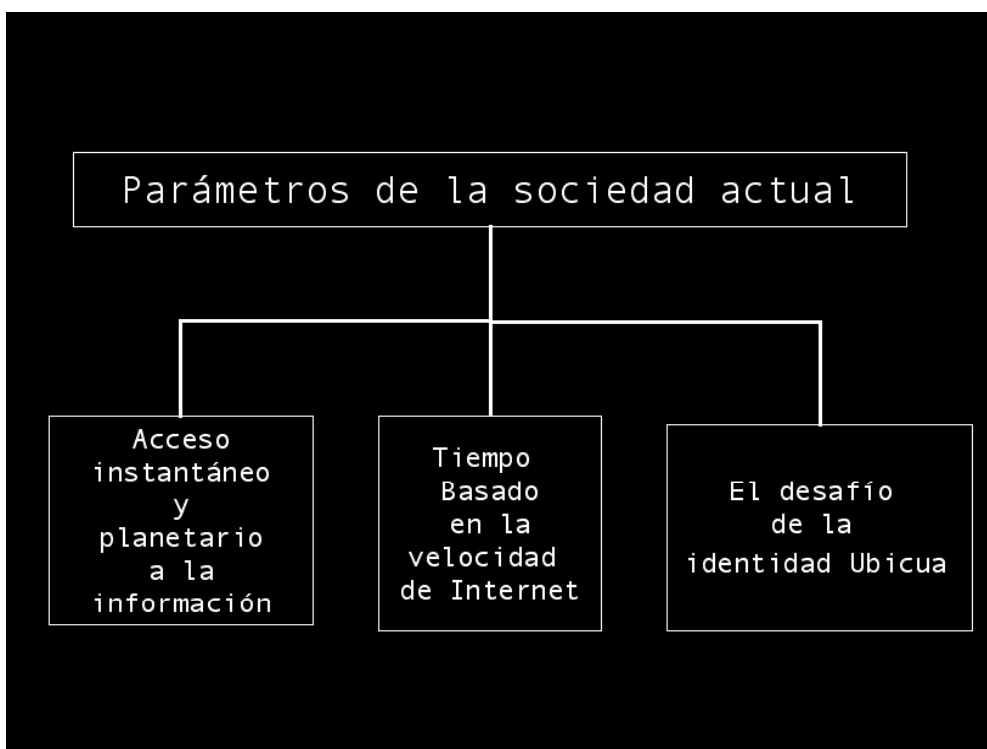 Parámetros de la sociedad actual
Acceso
instantáneo
y
planetario
a la
información
Tiempo
Basado
en la
velocidad
de Internet
El desafío
de la
identidad Ubicua